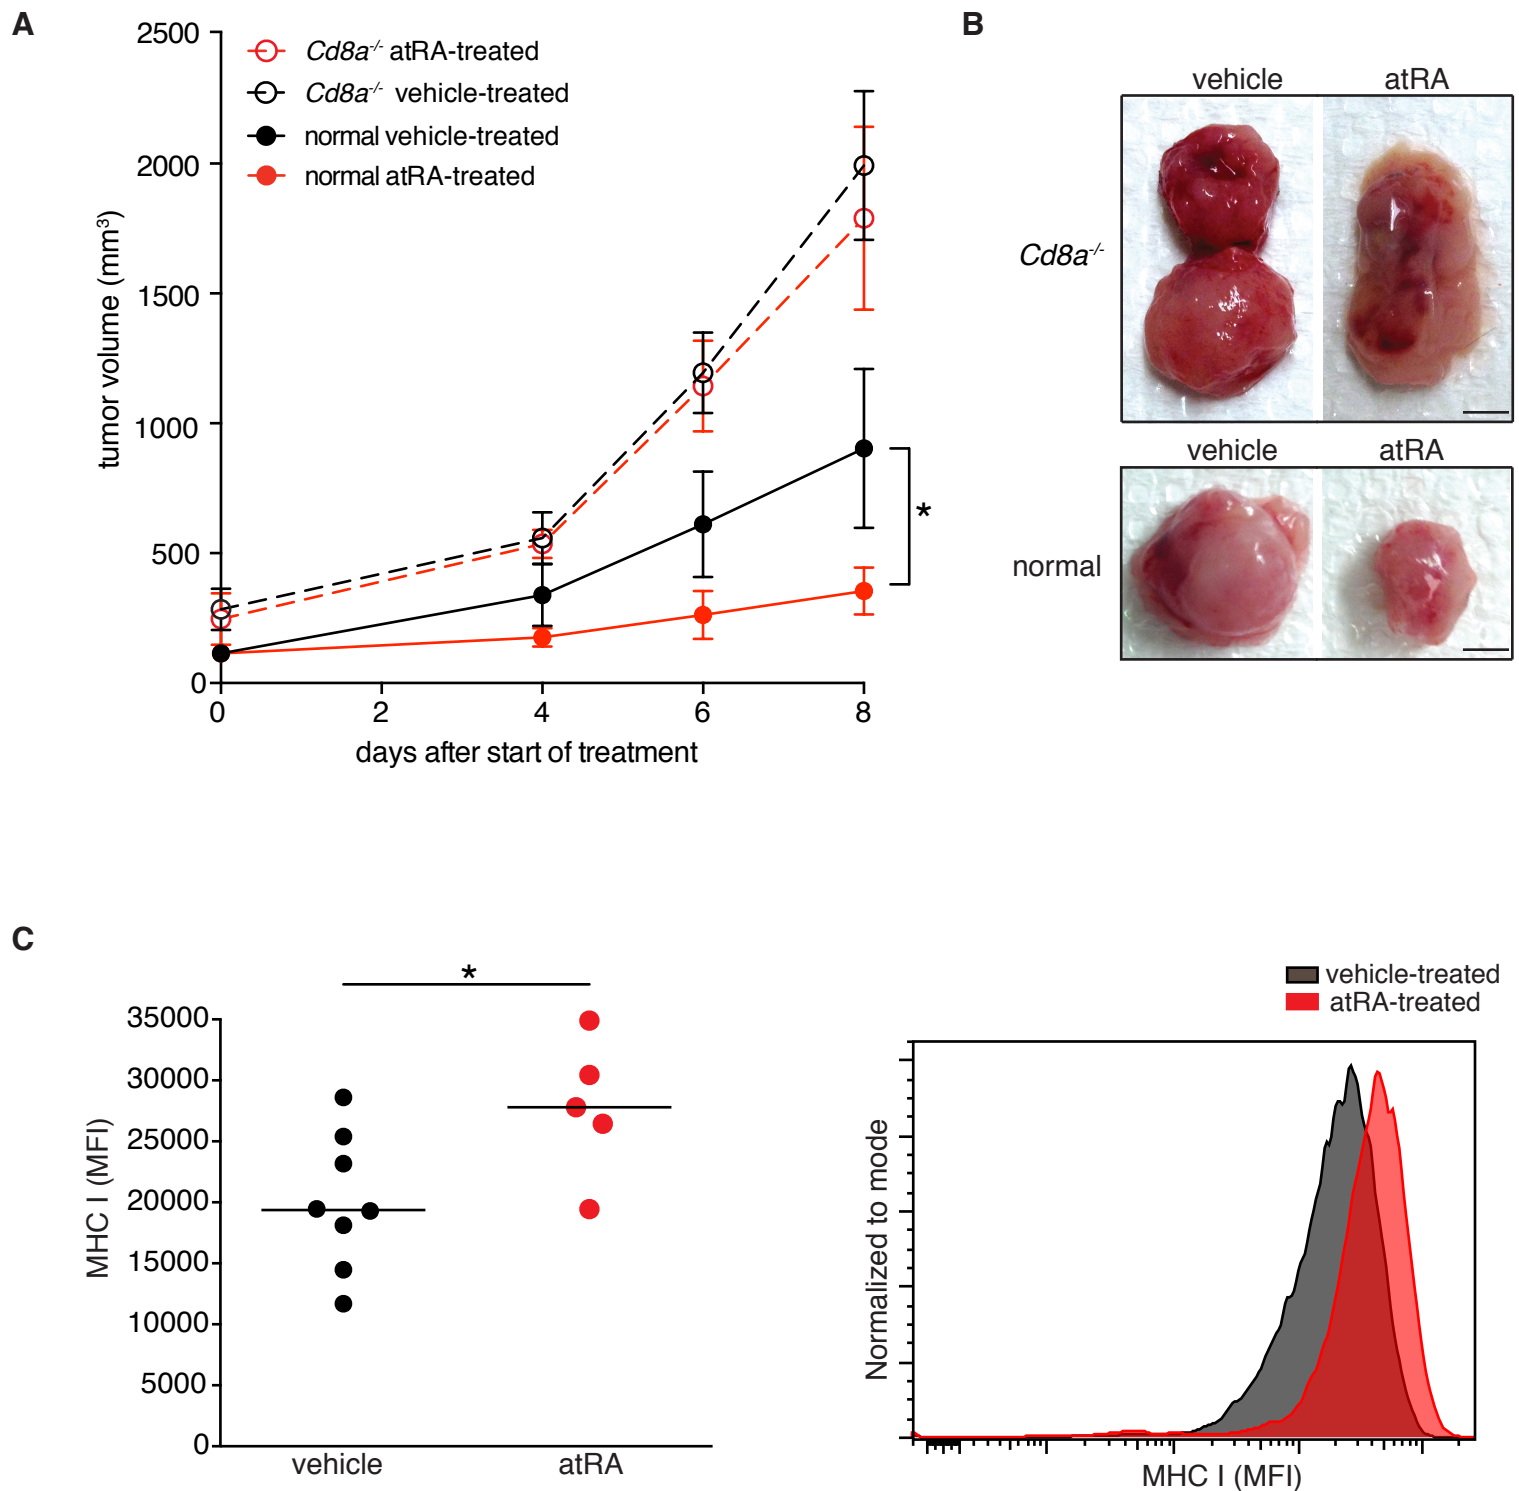 A
2500
2000
1500
1000
500
0
tumor volume (mm³)
Cd8a-/- atRA-treated
Cd8a-/- vehicle-treated
normal vehicle-treated
normal atRA-treated
*
0 2 4 6 8
days after start of treatment
B
vehicle atRA
Cd8a-/-
vehicle atRA
normal
C
*
35000
30000
25000
20000
15000
10000
5000
0
MHC I (MFI)
vehicle atRA
vehicle-treated
atRA-treated
Normalized to mode
MHC I (MFI)